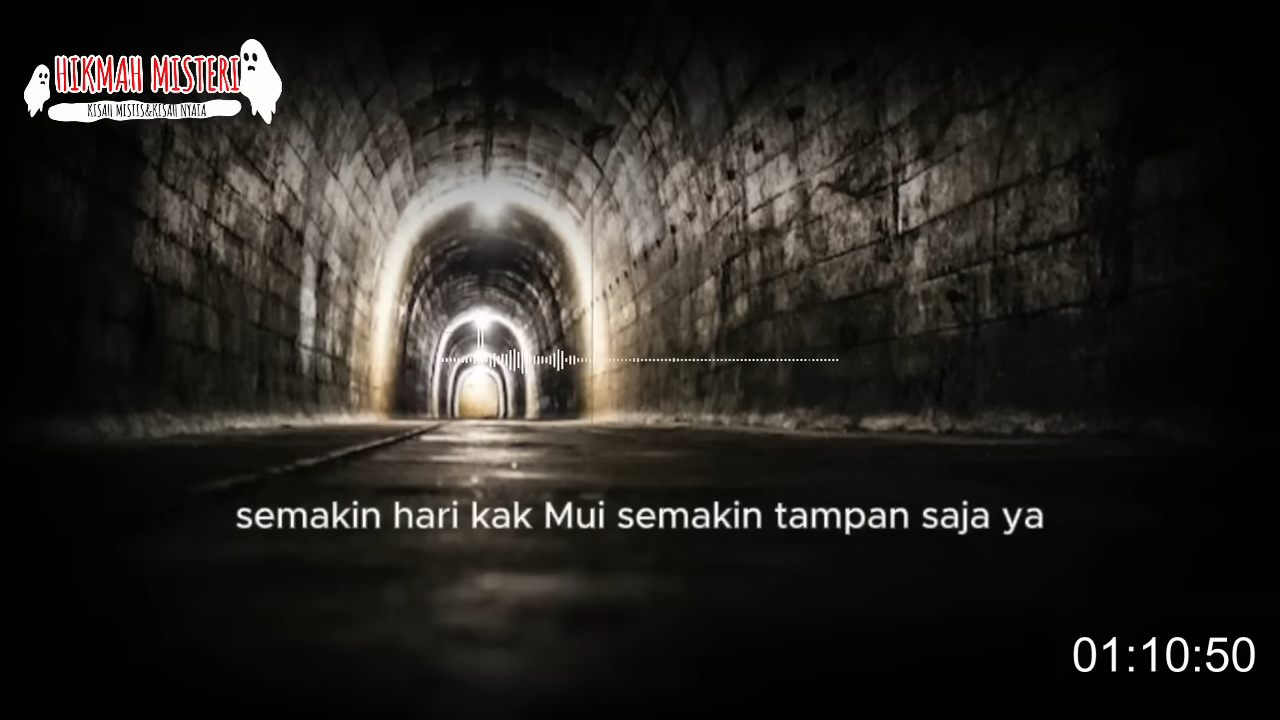 HIKMAH MISTERI
KISAH MISTIS&KISAH NYATA
semakin hari kak Mui semakin tampan saja ya
01:10:50